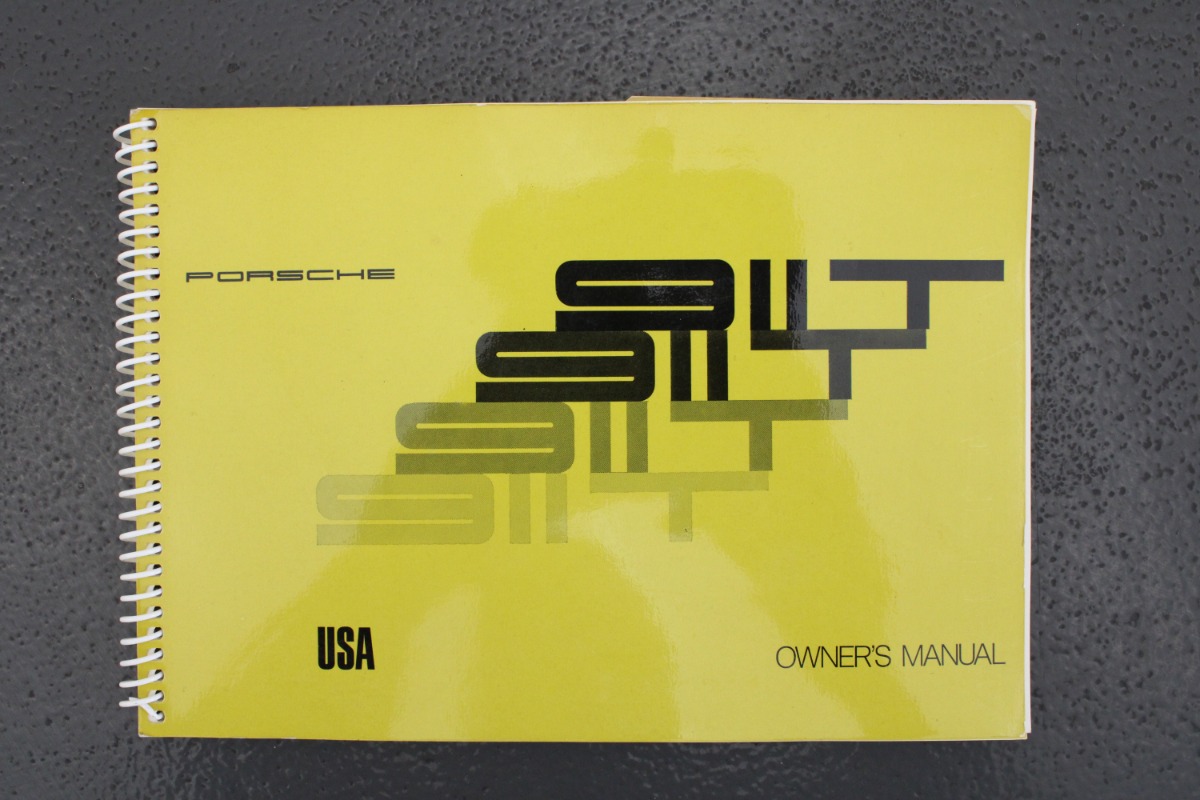 PORSCHE
911T
911T
911T
911T
USA
OWNER'S MANUAL